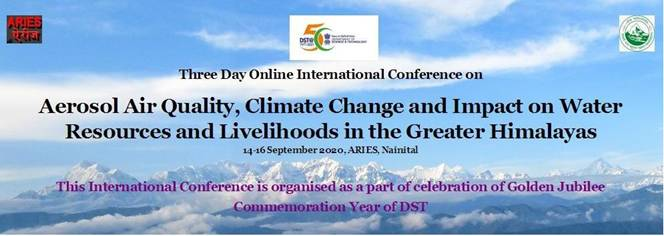 ARIES
एरीज
DST
Three Day Online International Conference on
Aerosol Air Quality, Climate Change and Impact on Water
Resources and Livelihoods in the Greater Himalayas
14-16 September 2020, ARIES, Nainital
This International Conference is organised as a part of celebration of Golden Jubilee
Commemoration Year of DST